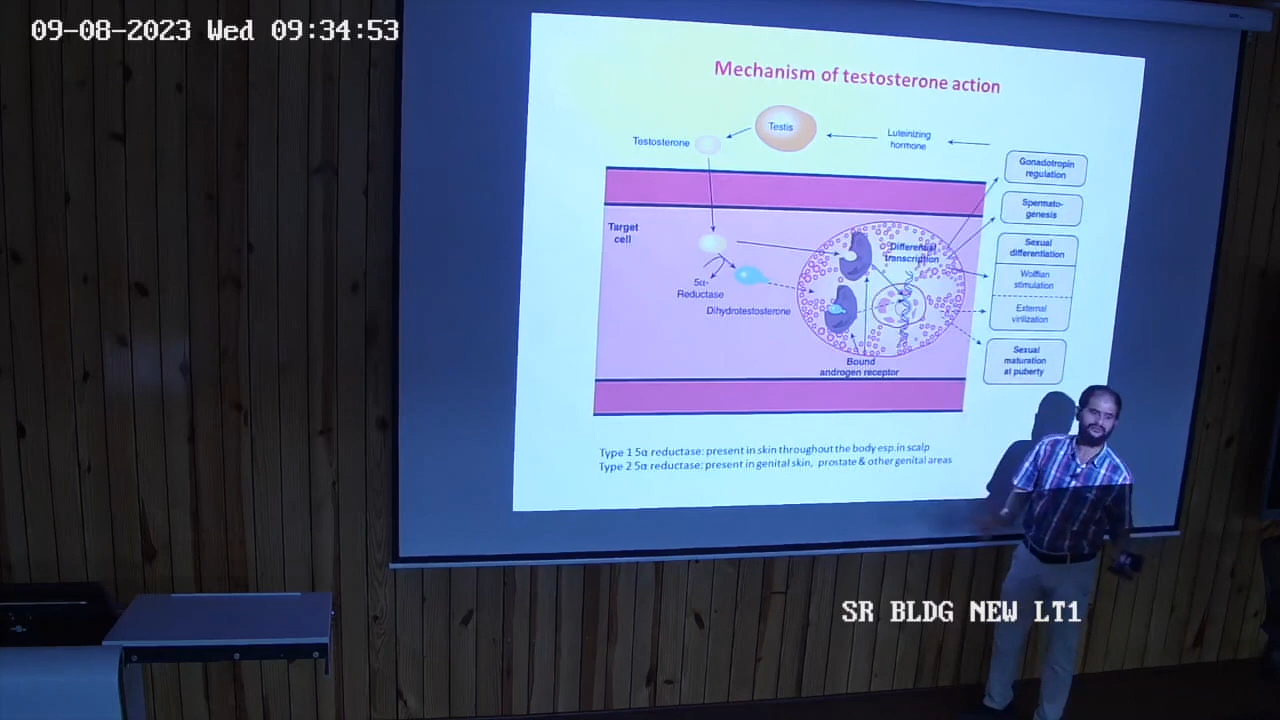 09-08-2023 Wed 09:34:53
Mechanism of testosterone action
Testis
Luteinizing
hormone
Testosterone
Gonadotropin
regulation
Spermato-
genesis
Target
cell
Differential
transcription
Sexual
differentiation
Wolffian
stimulation
External
virilization
5α-
Reductase
Dihydrotestosterone
Bound
androgen receptor
Sexual
maturation
at puberty
Type 1 5α reductase: present in skin throughout the body esp.in scalp
Type 2 5α reductase: present in genital skin, prostate & other genital areas
SR BLDG NEW LT1